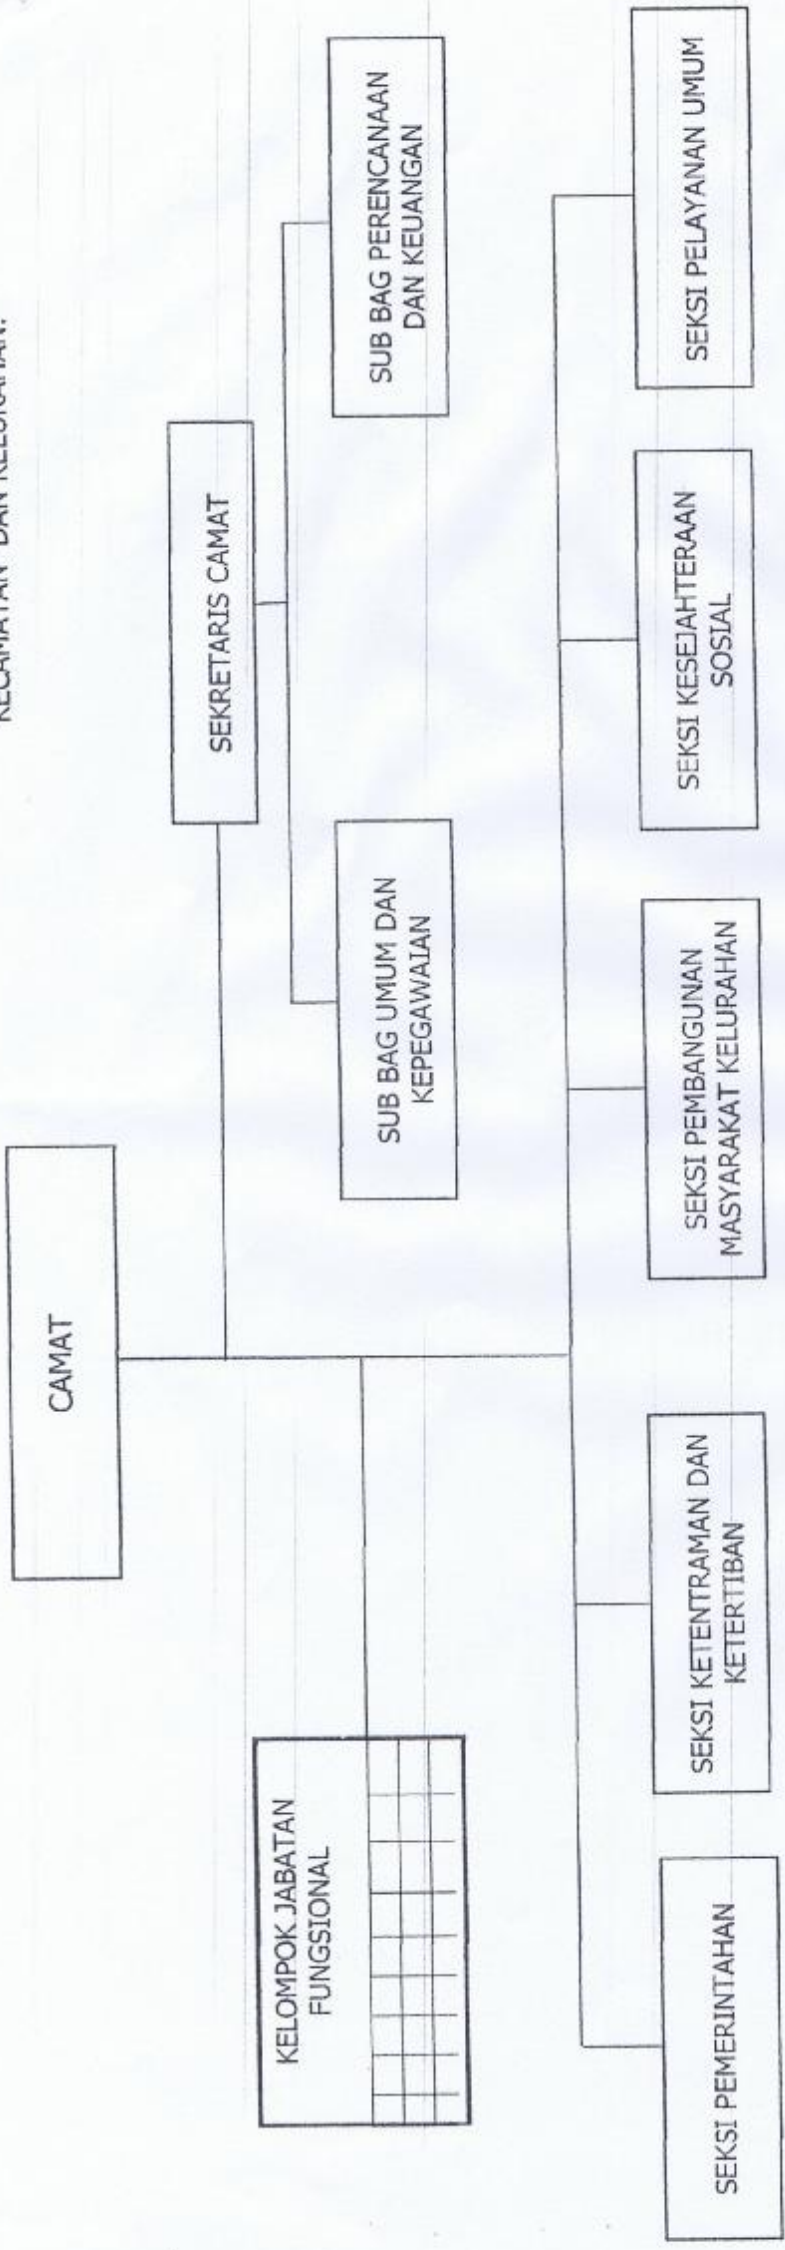 KECAMATAN DAN KELURAHAN.
CAMAT
SEKRETARIS CAMAT
KELOMPOK JABATAN
FUNGSIONAL
SUB BAG UMUM DAN
KEPEGAWAIAN
SUB BAG PERENCANAAN
DAN KEUANGAN
SEKSI PEMERINTAHAN
SEKSI KETENTRAMAN DAN
KETERTIBAN
SEKSI PEMBANGUNAN
MASYARAKAT KELURAHAN
SEKSI KESEJAHTERAAN
SOSIAL
SEKSI PELAYANAN UMUM